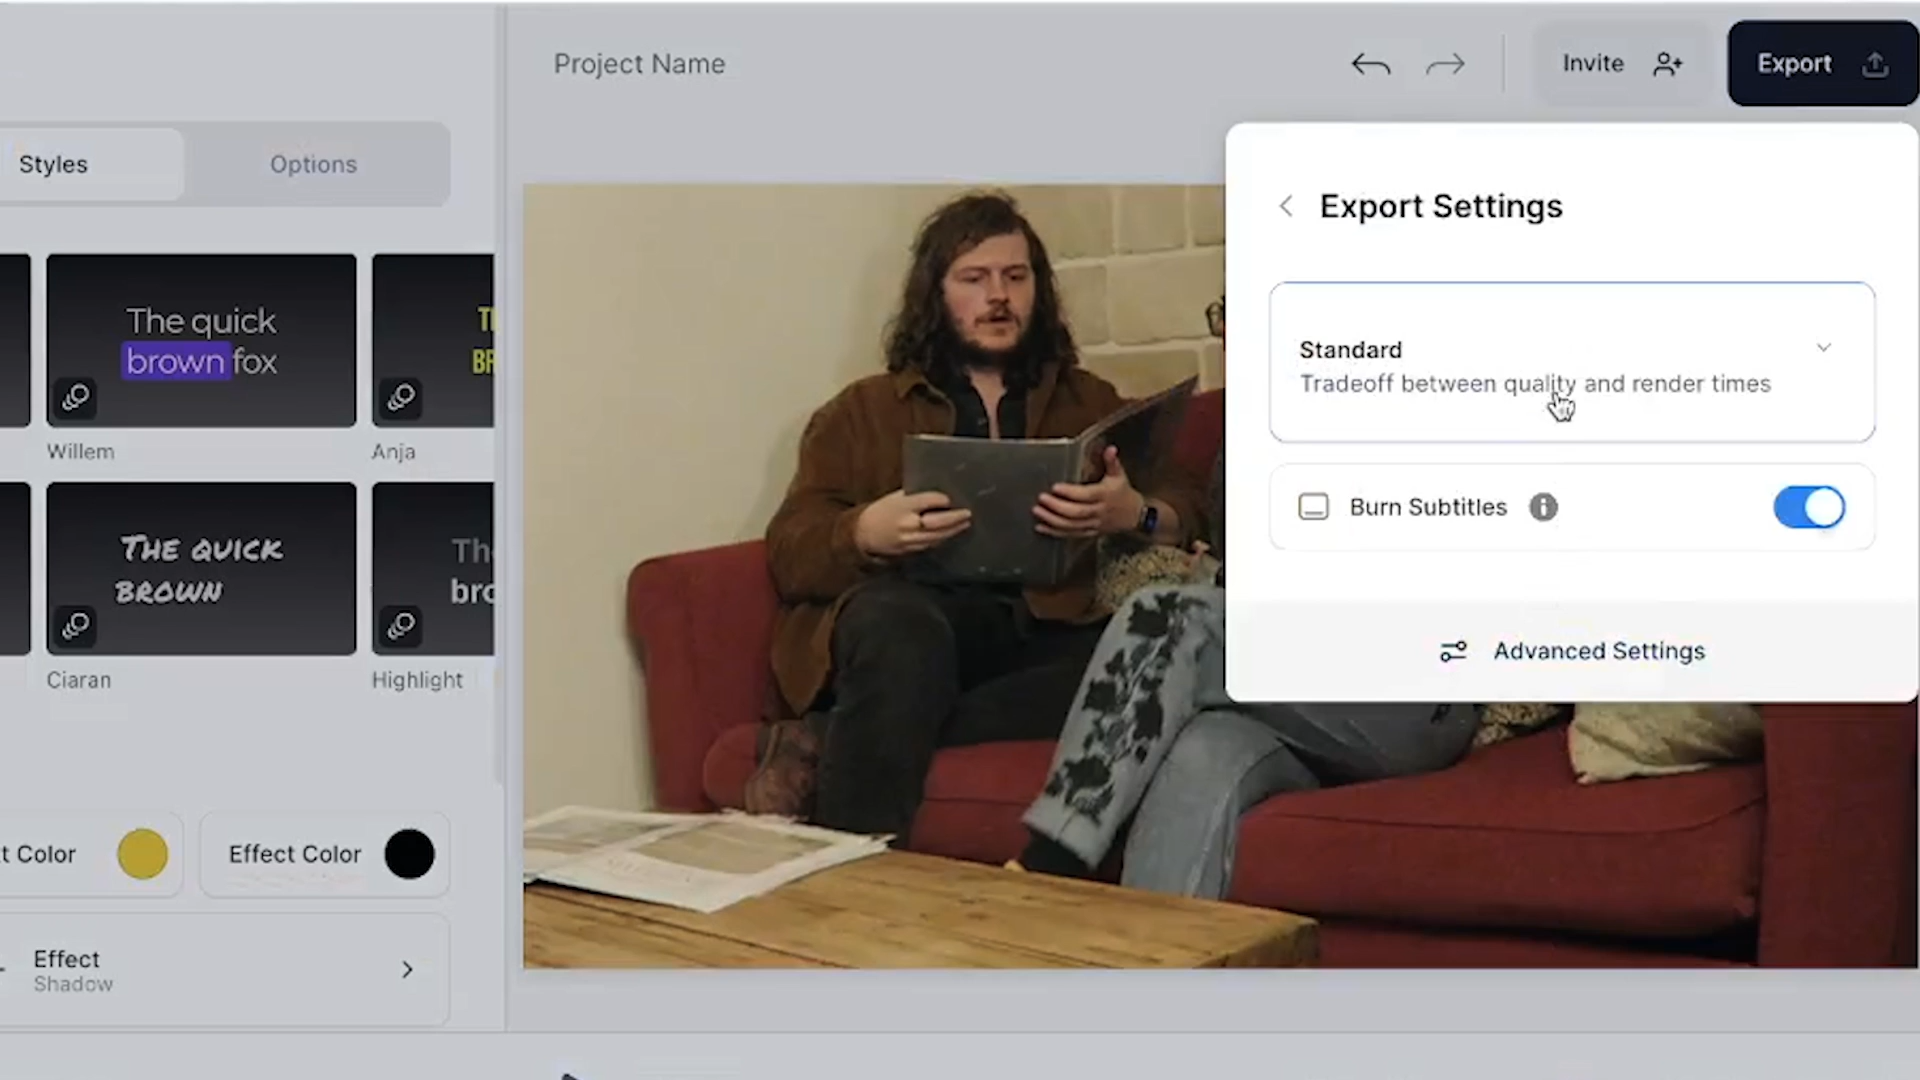 Project Name
Invite
Export
Styles
Options
The quick
brown fox
Willem
Anja
THE QUICK
BROWN
Ciaran
Highlight
Export Settings
Standard
Tradeoff between quality and render times
Burn Subtitles
Advanced Settings
Color
Effect Color
Effect
Shadow